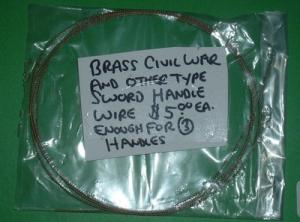 BRASS CIVIL WAR
AND OTHER TYPE
SWORD HANDLE
WIRE $5.00 EA.
ENOUGH FOR 3
HANDLES